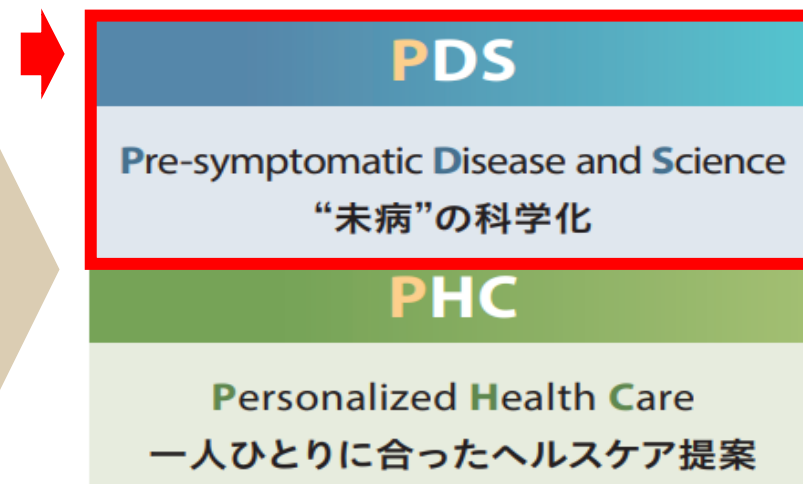 PDS
Pre-symptomatic Disease and Science
“未病”の科学化
PHC
Personalized Health Care
一人ひとりに合ったヘルスケア提案